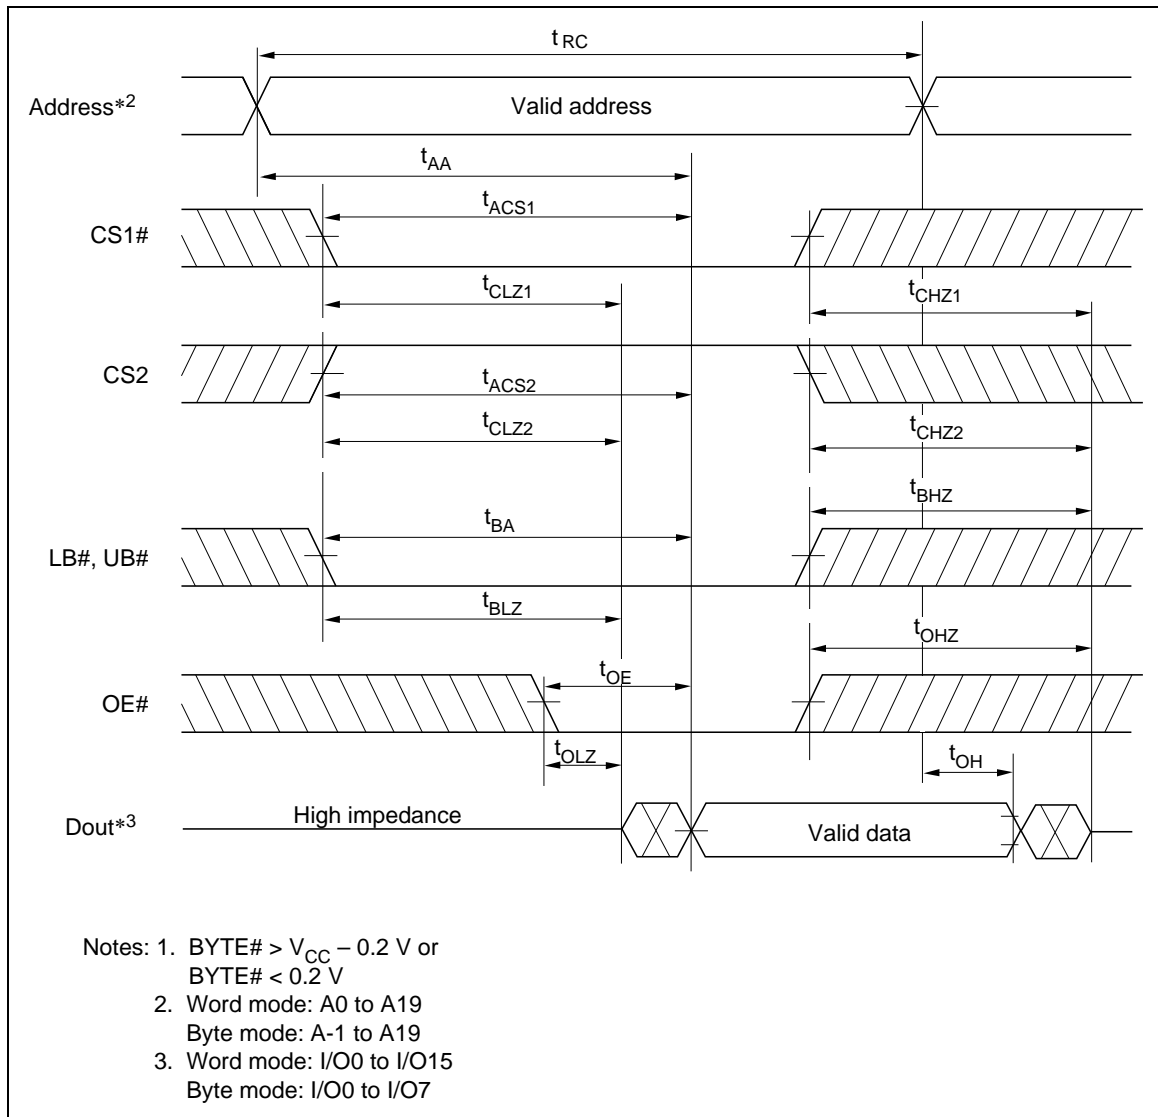 tRC
Address*2
Valid address
tAA
tACS1
CS1#
tCLZ1
tCHZ1
CS2
tACS2
tCLZ2
tCHZ2
tBHZ
tBA
LB#, UB#
tBLZ
tOHZ
tOE
OE#
tOLZ
tOH
High impedance
Dout*3
Valid data
Notes: 1. BYTE# > VCC – 0.2 V or
BYTE# < 0.2 V
2. Word mode: A0 to A19
Byte mode: A-1 to A19
3. Word mode: I/O0 to I/O15
Byte mode: I/O0 to I/O7